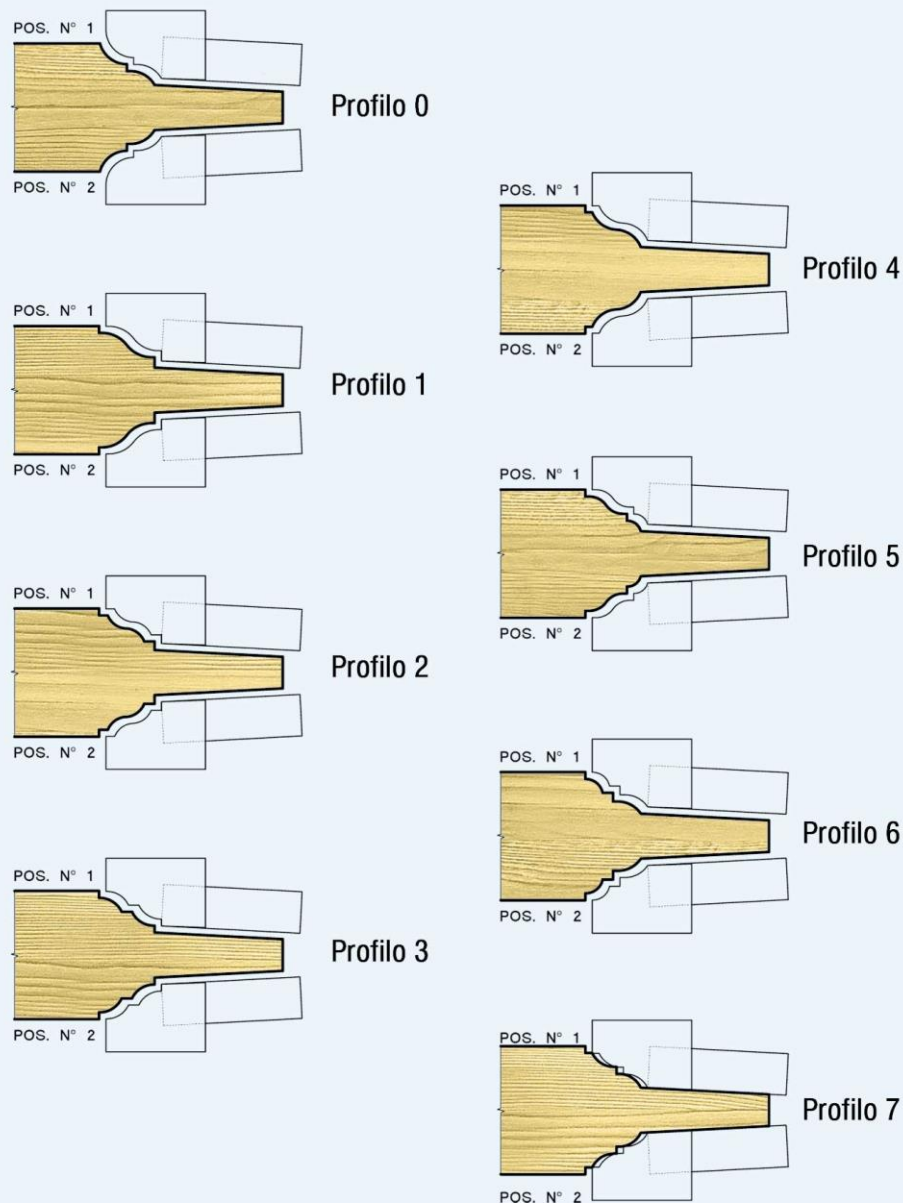 POS. N° 1
Profilo 0
POS. N° 2
POS. N° 1
Profilo 1
POS. N° 2
POS. N° 1
Profilo 2
POS. N° 2
POS. N° 1
Profilo 3
POS. N° 2
POS. N° 1
Profilo 4
POS. N° 2
POS. N° 1
Profilo 5
POS. N° 2
POS. N° 1
Profilo 6
POS. N° 2
POS. N° 1
Profilo 7
POS. N° 2